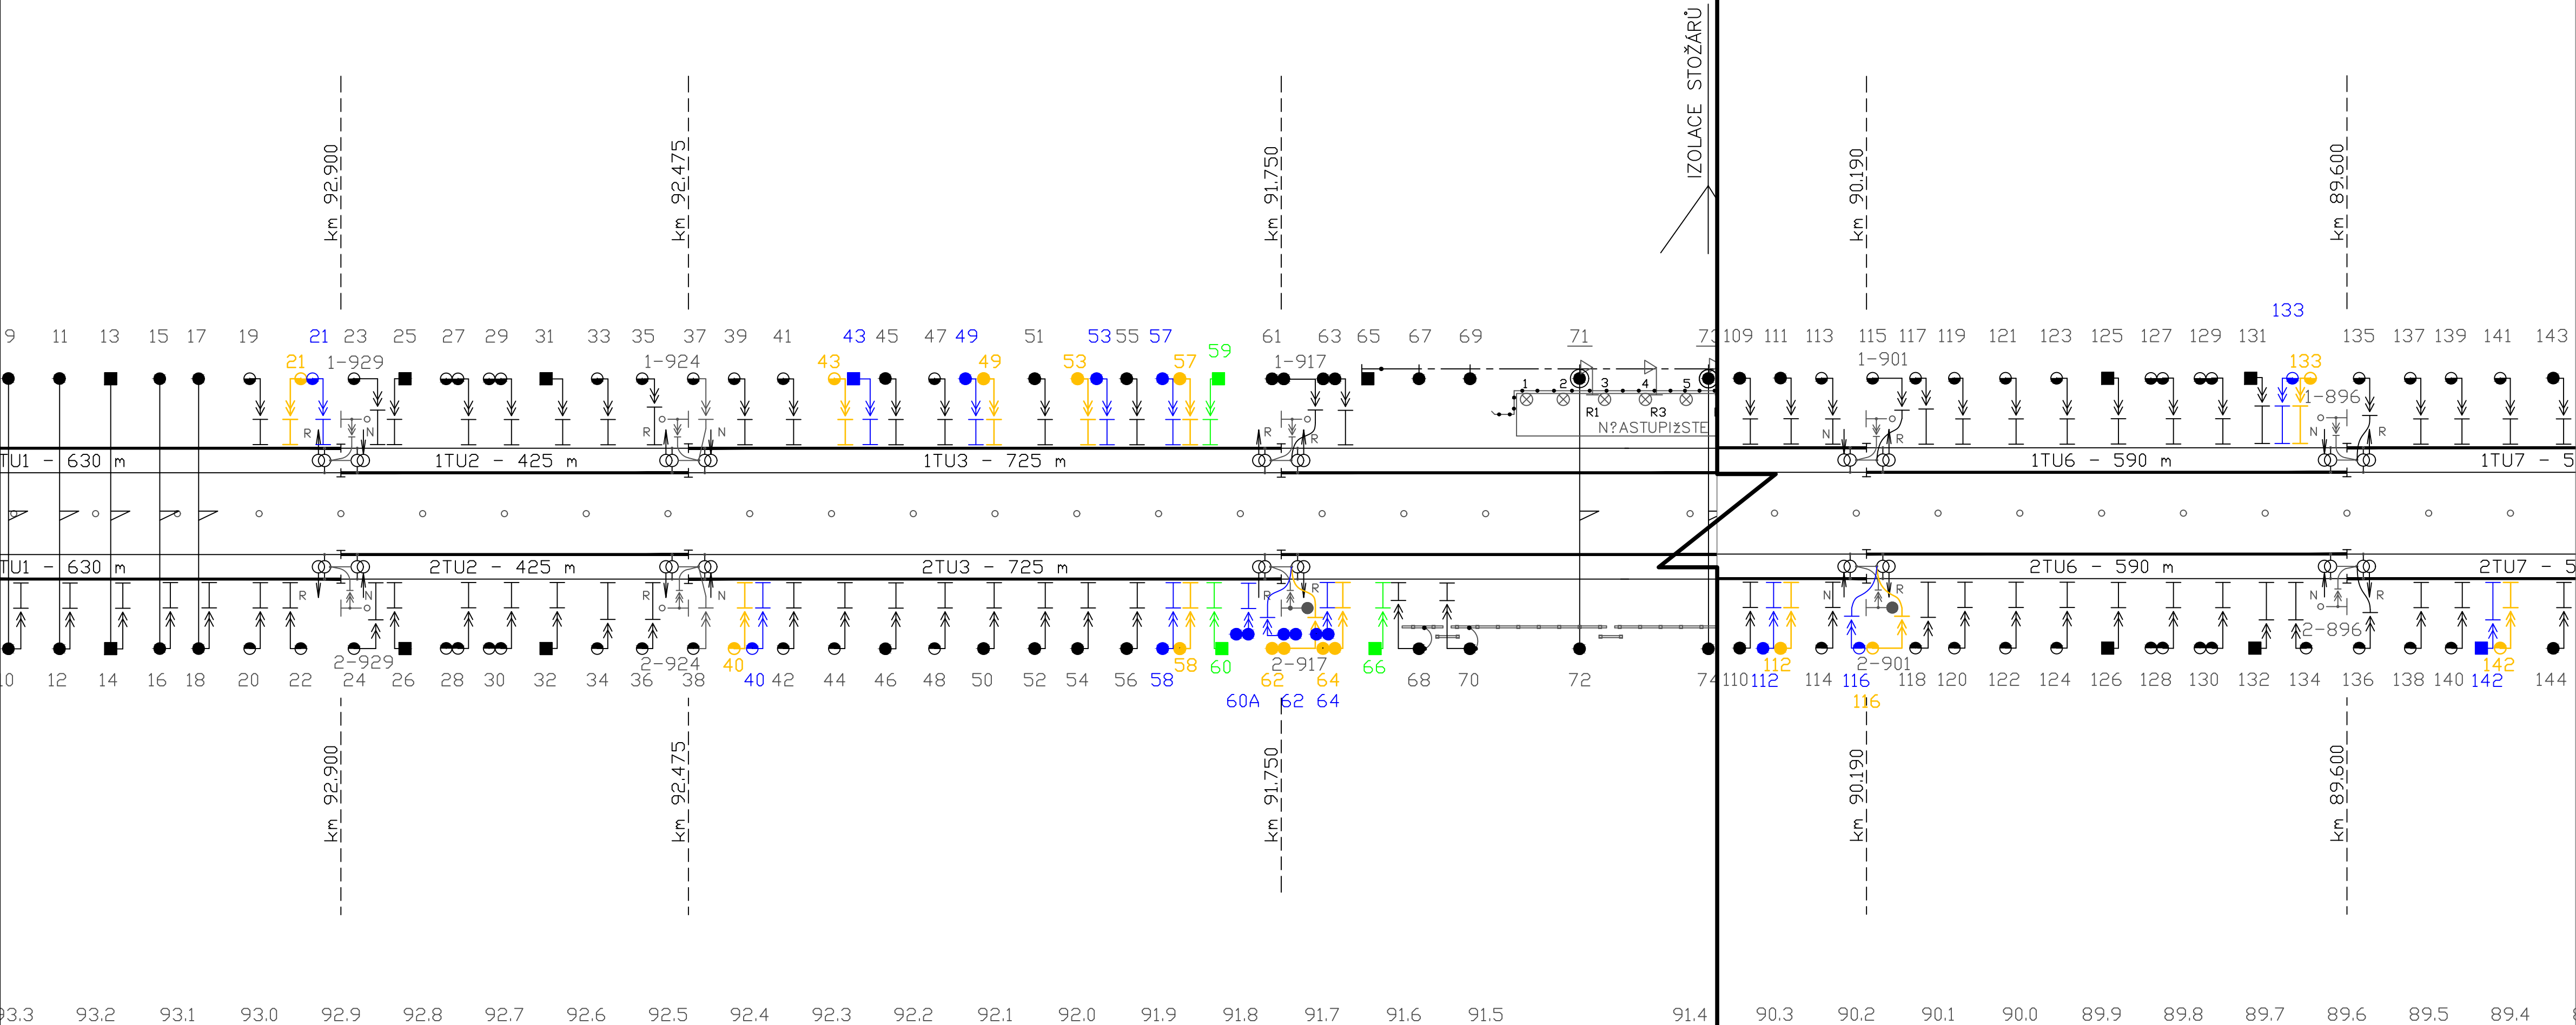 IZOLACE STOŽÁRŮ
km 92.900
km 92.475
km 91.750
km 90.190
km 89.600
133
9 11 13 15 17 19 21 23 25 27 29 31 33 35 37 39 41 43 45 47 49 51 53 55 57 61 63 65 67 69 71 73 109 111 113 115 117 119 121 123 125 127 129 131 135 137 139 141 143
59
21 1-929 1-924 43 49 53 57 1-917 1-901 133
1 2 3 4 5 1-896
R1 R3
N?ASTUPIžSTE
R N R N R R N R N R
TU1 - 630 m 1TU2 - 425 m 1TU3 - 725 m 1TU6 - 590 m 1TU7 - 5
TU1 - 630 m 2TU2 - 425 m 2TU3 - 725 m 2TU6 - 590 m 2TU7 - 5
R N R N R R N R N R
2-896
2-929 2-924 40 58 60 2-917 66 112 2-901 142
10 12 14 16 18 20 22 24 26 28 30 32 34 36 38 40 42 44 46 48 50 52 54 56 58 62 64 68 70 72 74 110 112 114 116 118 120 122 124 126 128 130 132 134 136 138 140 142 144
60A 62 64 116
km 92.900
km 92.475
km 91.750
km 90.190
km 89.600
93.3 93.2 93.1 93.0 92.9 92.8 92.7 92.6 92.5 92.4 92.3 92.2 92.1 92.0 91.9 91.8 91.7 91.6 91.5 91.4 90.3 90.2 90.1 90.0 89.9 89.8 89.7 89.6 89.5 89.4